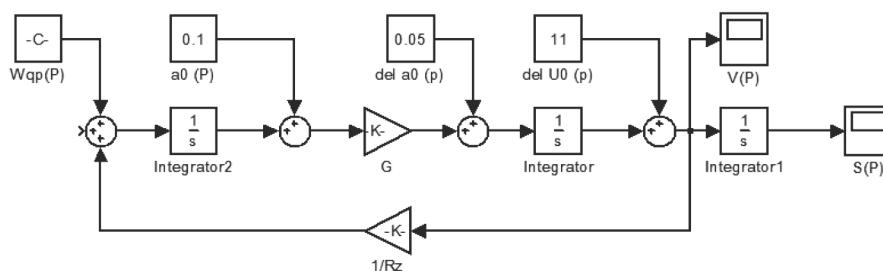 -C-
Wqp(P)
0.1
a0 (P)
0.05
del a0 (p)
11
del U0 (p)
V(P)
1
s
Integrator2
-K-
G
1
s
Integrator
1
s
Integrator1
S(P)
-K-
1/Rz